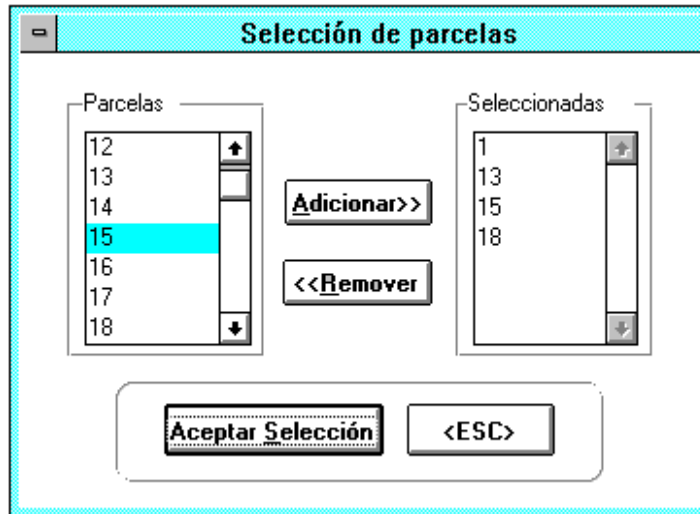 Selección de parcelas
Parcelas
12
13
14
15
16
17
18
Adicionar>>
<<Remover
Seleccionadas
1
13
15
18
Aceptar Selección
<ESC>